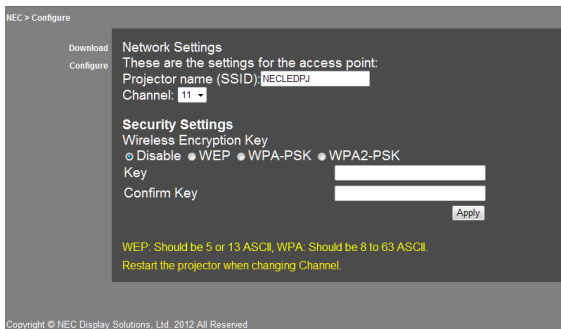 NEC > Configure
Download
Configure
Network Settings
These are the settings for the access point:
Projector name (SSID): NECLEDPJ
Channel: 11
Security Settings
Wireless Encryption Key
Disable WEP WPA-PSK WPA2-PSK
Key
Confirm Key
Apply
WEP: Should be 5 or 13 ASCII, WPA: Should be 8 to 63 ASCII.
Restart the projector when changing Channel.
Copyright © NEC Display Solutions, Ltd. 2012 All Reserved